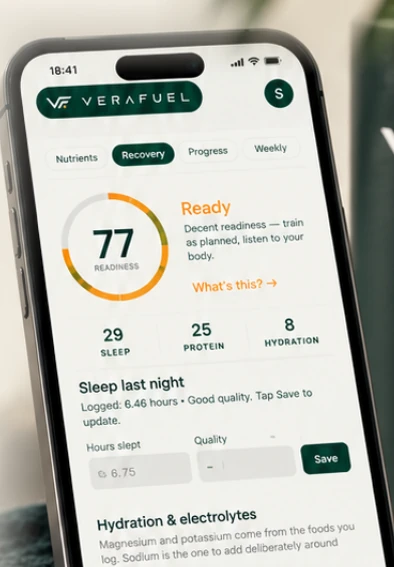 18:41
VF VERAFUEL
S
Nutrients Recovery Progress Weekly
77
READINESS
Ready
Decent readiness — train
as planned, listen to your
body.
What's this? →
29 25 8
SLEEP PROTEIN HYDRATION
Sleep last night
Logged: 6.46 hours • Good quality. Tap Save to
update.
Hours slept Quality
6.75 –
Save
Hydration & electrolytes
Magnesium and potassium come from the foods you
log. Sodium is the one to add deliberately around